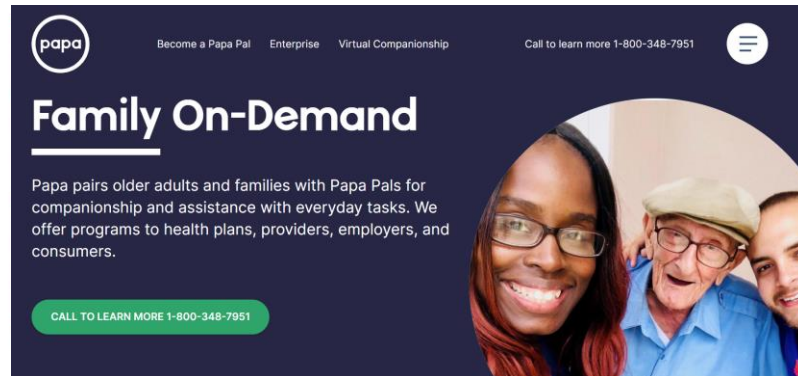 papa
Become a Papa Pal
Enterprise
Virtual Companionship
Call to learn more 1-800-348-7951
Family On-Demand
Papa pairs older adults and families with Papa Pals for
companionship and assistance with everyday tasks. We
offer programs to health plans, providers, employers, and
consumers.
CALL TO LEARN MORE 1-800-348-7951